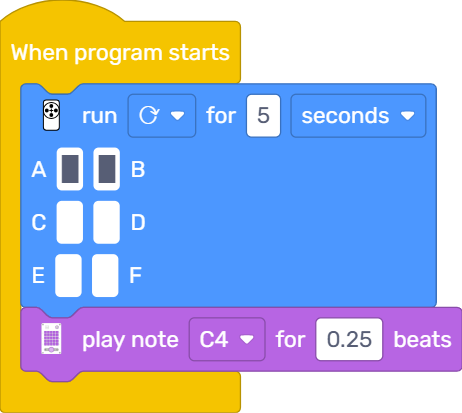 When program starts
run for 5 seconds
A B
C D
E F
play note C4 for 0.25 beats